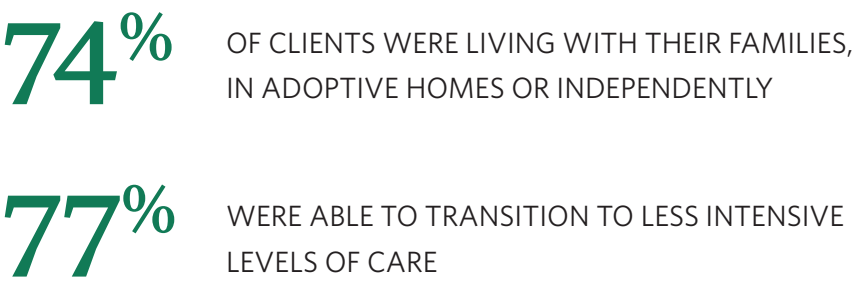 74% OF CLIENTS WERE LIVING WITH THEIR FAMILIES,
IN ADOPTIVE HOMES OR INDEPENDENTLY
77% WERE ABLE TO TRANSITION TO LESS INTENSIVE
LEVELS OF CARE